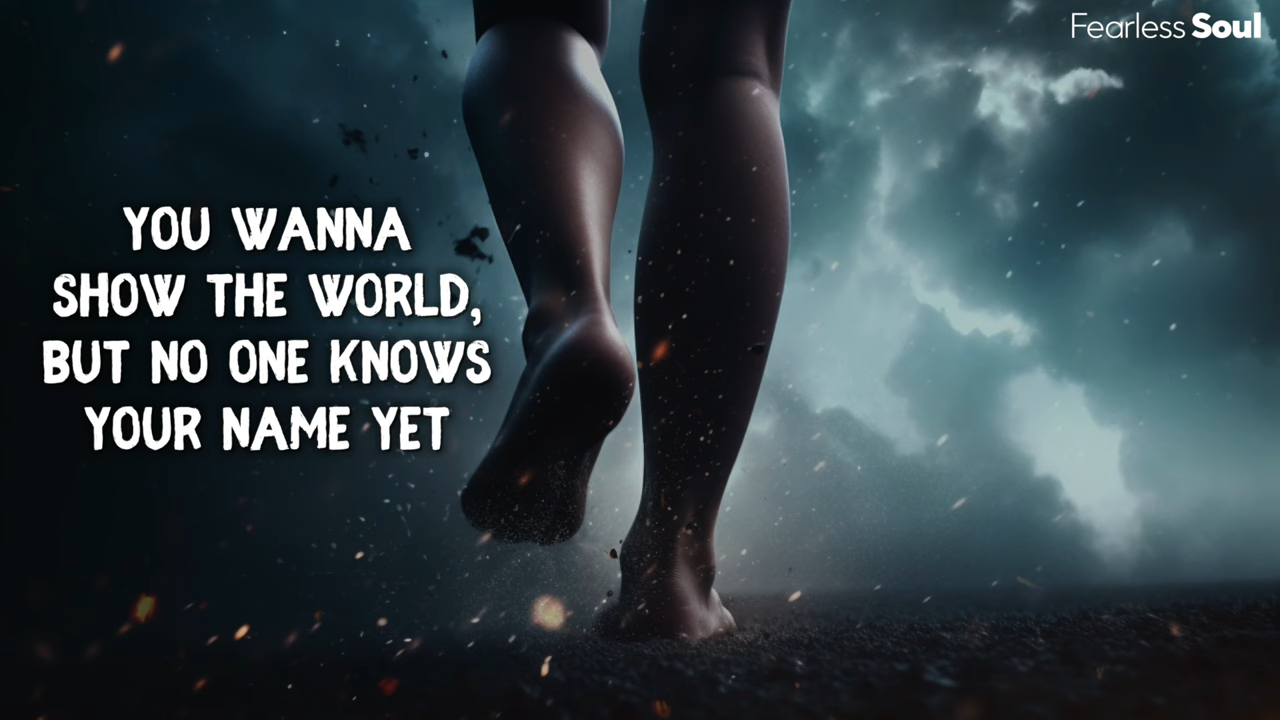 Fearless Soul
YOU WANNA
SHOW THE WORLD,
BUT NO ONE KNOWS
YOUR NAME YET